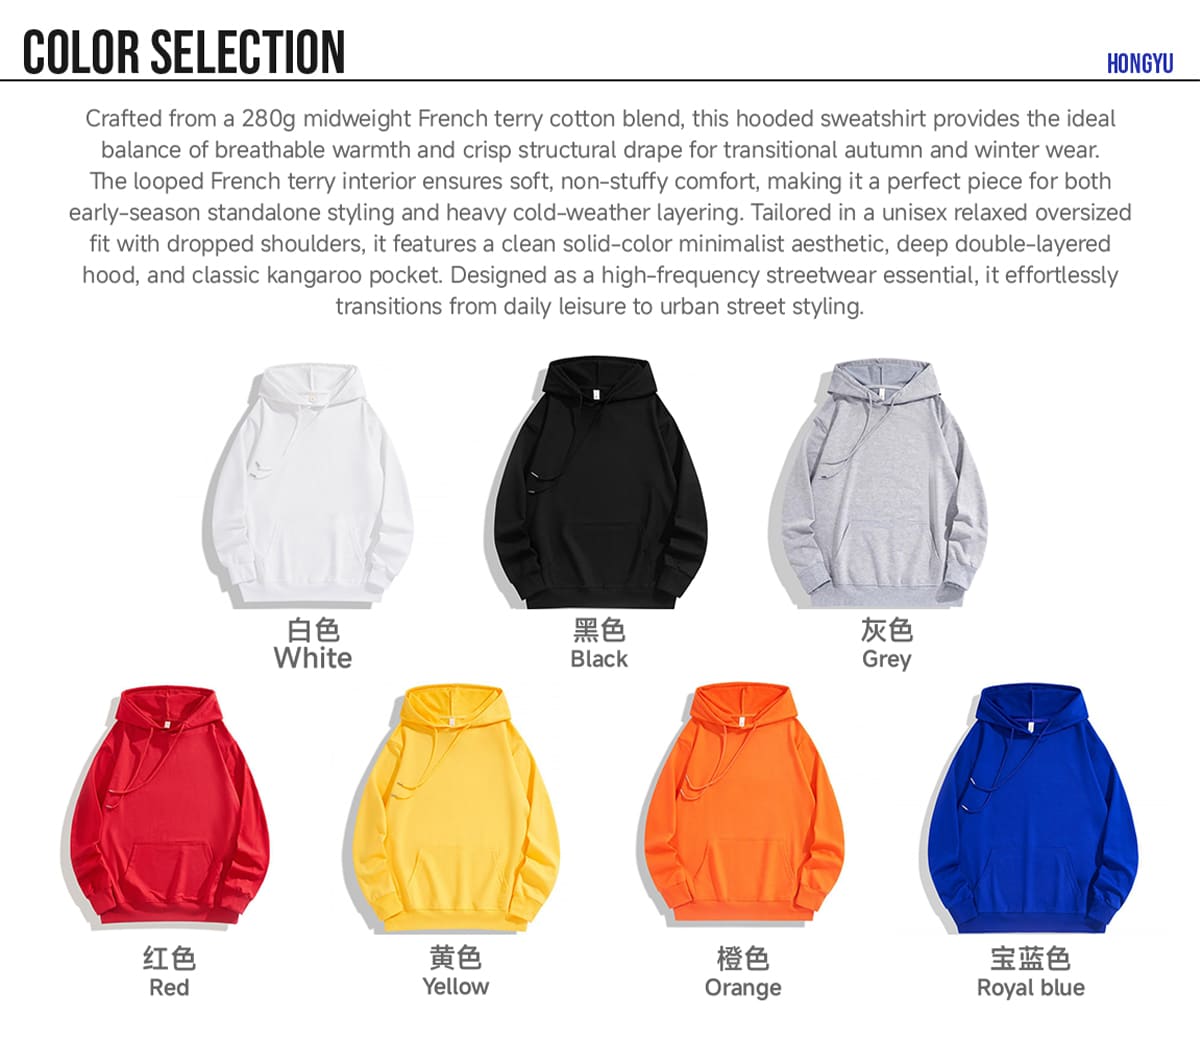 COLOR SELECTION
HONGYU
Crafted from a 280g midweight French terry cotton blend, this hooded sweatshirt provides the ideal
balance of breathable warmth and crisp structural drape for transitional autumn and winter wear.
The looped French terry interior ensures soft, non-stuffy comfort, making it a perfect piece for both
early-season standalone styling and heavy cold-weather layering. Tailored in a unisex relaxed oversized
fit with dropped shoulders, it features a clean solid-color minimalist aesthetic, deep double-layered
hood, and classic kangaroo pocket. Designed as a high-frequency streetwear essential, it effortlessly
transitions from daily leisure to urban street styling.
白色
White
黑色
Black
灰色
Grey
红色
Red
黄色
Yellow
橙色
Orange
宝蓝色
Royal blue